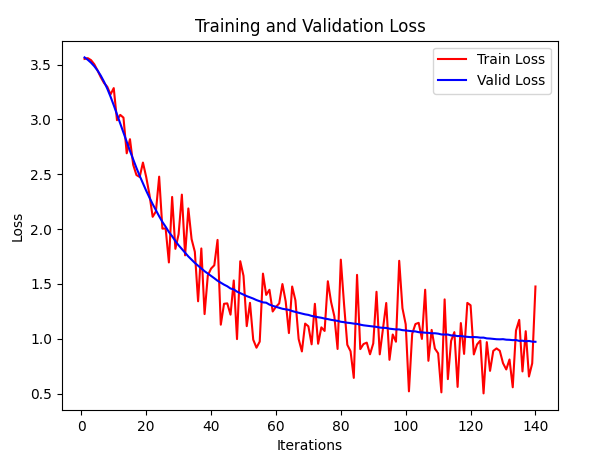 Training and Validation Loss
Train Loss
Valid Loss
3.5
3.0
2.5
2.0
1.5
1.0
0.5
Loss
0 20 40 60 80 100 120 140
Iterations